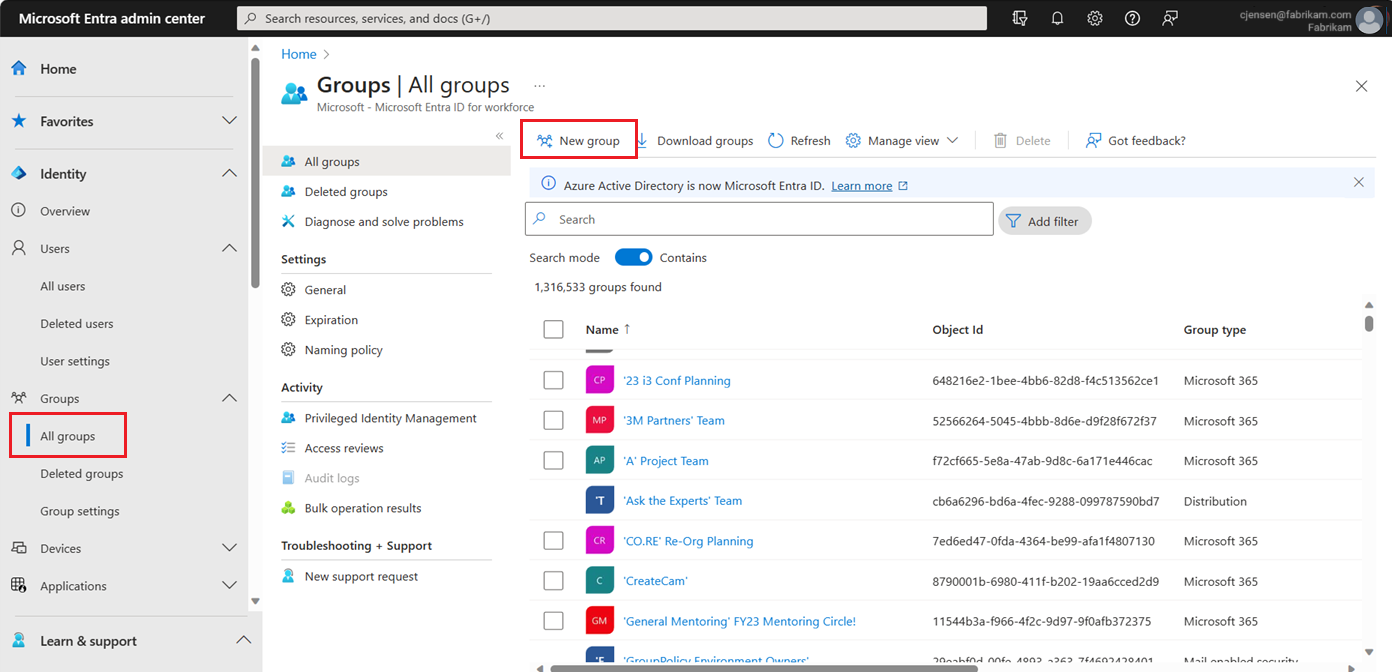 Microsoft Entra admin center
Search resources, services, and docs (G+/)
cjensen@fabrikam.com
Fabrikam
Home
Favorites
Identity
Overview
Users
All users
Deleted users
User settings
Groups
All groups
Deleted groups
Group settings
Devices
Applications
Learn & support
Home >
Groups | All groups ...
Microsoft - Microsoft Entra ID for workforce
«
All groups
Deleted groups
Diagnose and solve problems
Settings
General
Expiration
Naming policy
Activity
Privileged Identity Management
Access reviews
Audit logs
Bulk operation results
Troubleshooting + Support
New support request
New group Download groups Refresh Manage view Delete Got feedback?
Azure Active Directory is now Microsoft Entra ID. Learn more
Search Add filter
Search mode Contains
1,316,533 groups found
Name ↑ Object Id Group type
CP '23 i3 Conf Planning 648216e2-1bee-4bb6-82d8-f4c513562ce1 Microsoft 365
MP '3M Partners' Team 52566264-5045-4bbb-8d6e-d9f28f672f37 Microsoft 365
AP 'A' Project Team f72cf665-5e8a-47ab-9d8c-6a171e446cac Microsoft 365
'T 'Ask the Experts' Team cb6a6296-bd6a-4fec-9288-099787590bd7 Distribution
CR 'CO.RE' Re-Org Planning 7ed6ed47-0fda-4364-be99-afa1f4807130 Microsoft 365
C 'CreateCam' 8790001b-6980-411f-b202-19aa6cced2d9 Microsoft 365
GM 'General Mentoring' FY23 Mentoring Circle! 11544b3a-f966-4f2c-9d97-9f0afb372375 Microsoft 365
'GroupPolicy Environment Owners' Mail enabled security